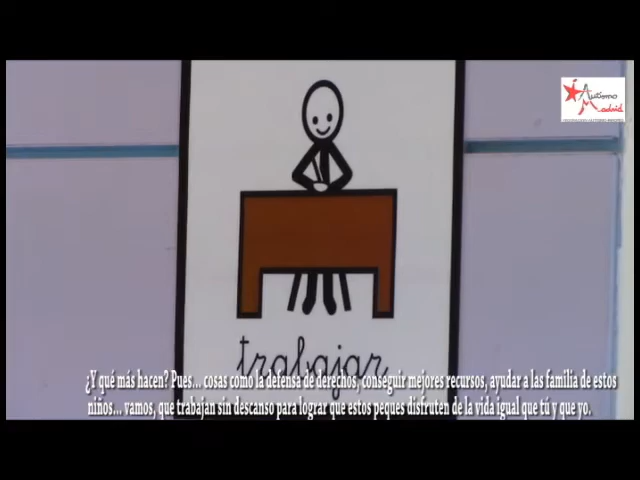 Autismo
Madrid
trabajar
¿Y qué más hacen? Pues... cosas como la defensa de derechos, conseguir mejores recursos, ayudar a las familia de estos
niños... vamos, que trabajan sin descanso para lograr que estos peques disfruten de la vida igual que tú y que yo.